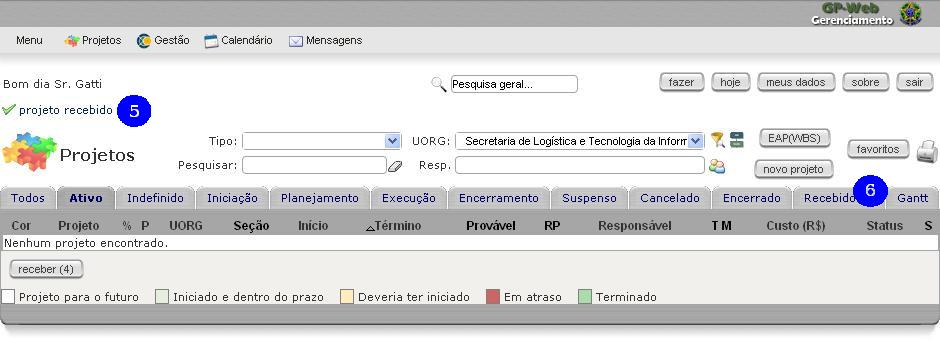 GP-Web
Gerenciamento
Menu Projetos Gestão Calendário Mensagens
Bom dia Sr. Gatti Pesquisa geral... fazer hoje meus dados sobre sair
projeto recebido 5
Projetos Tipo: UORG: Secretaria de Logística e Tecnologia da Inform EAP(WBS) favoritos
Pesquisar: Resp. novo projeto
6
Todos Ativo Indefinido Iniciação Planejamento Execução Encerramento Suspenso Cancelado Encerrado Recebido Gantt
Cor Projeto % P UORG Seção Início Término Provável RP Responsável T M Custo (R$) Status S
Nenhum projeto encontrado.
receber (4)
Projeto para o futuro Iniciado e dentro do prazo Deveria ter iniciado Em atraso Terminado